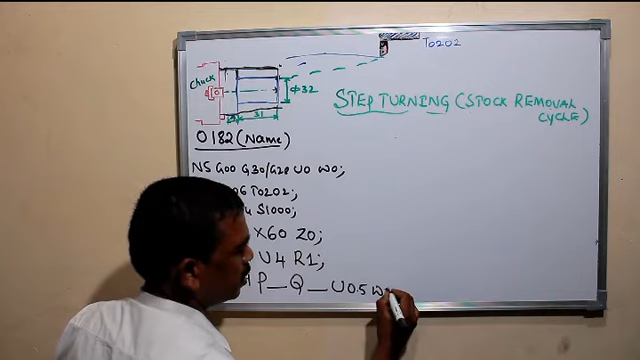 T0202
Chuck
Φ32
31
STEP TURNING (STOCK REMOVAL
CYCLE)
O182 (Name)
N5 G00 G30/G28 U0 W0;
T0202;
S1000;
X60 Z0;
U4 R1;
P__Q__U0.5 W